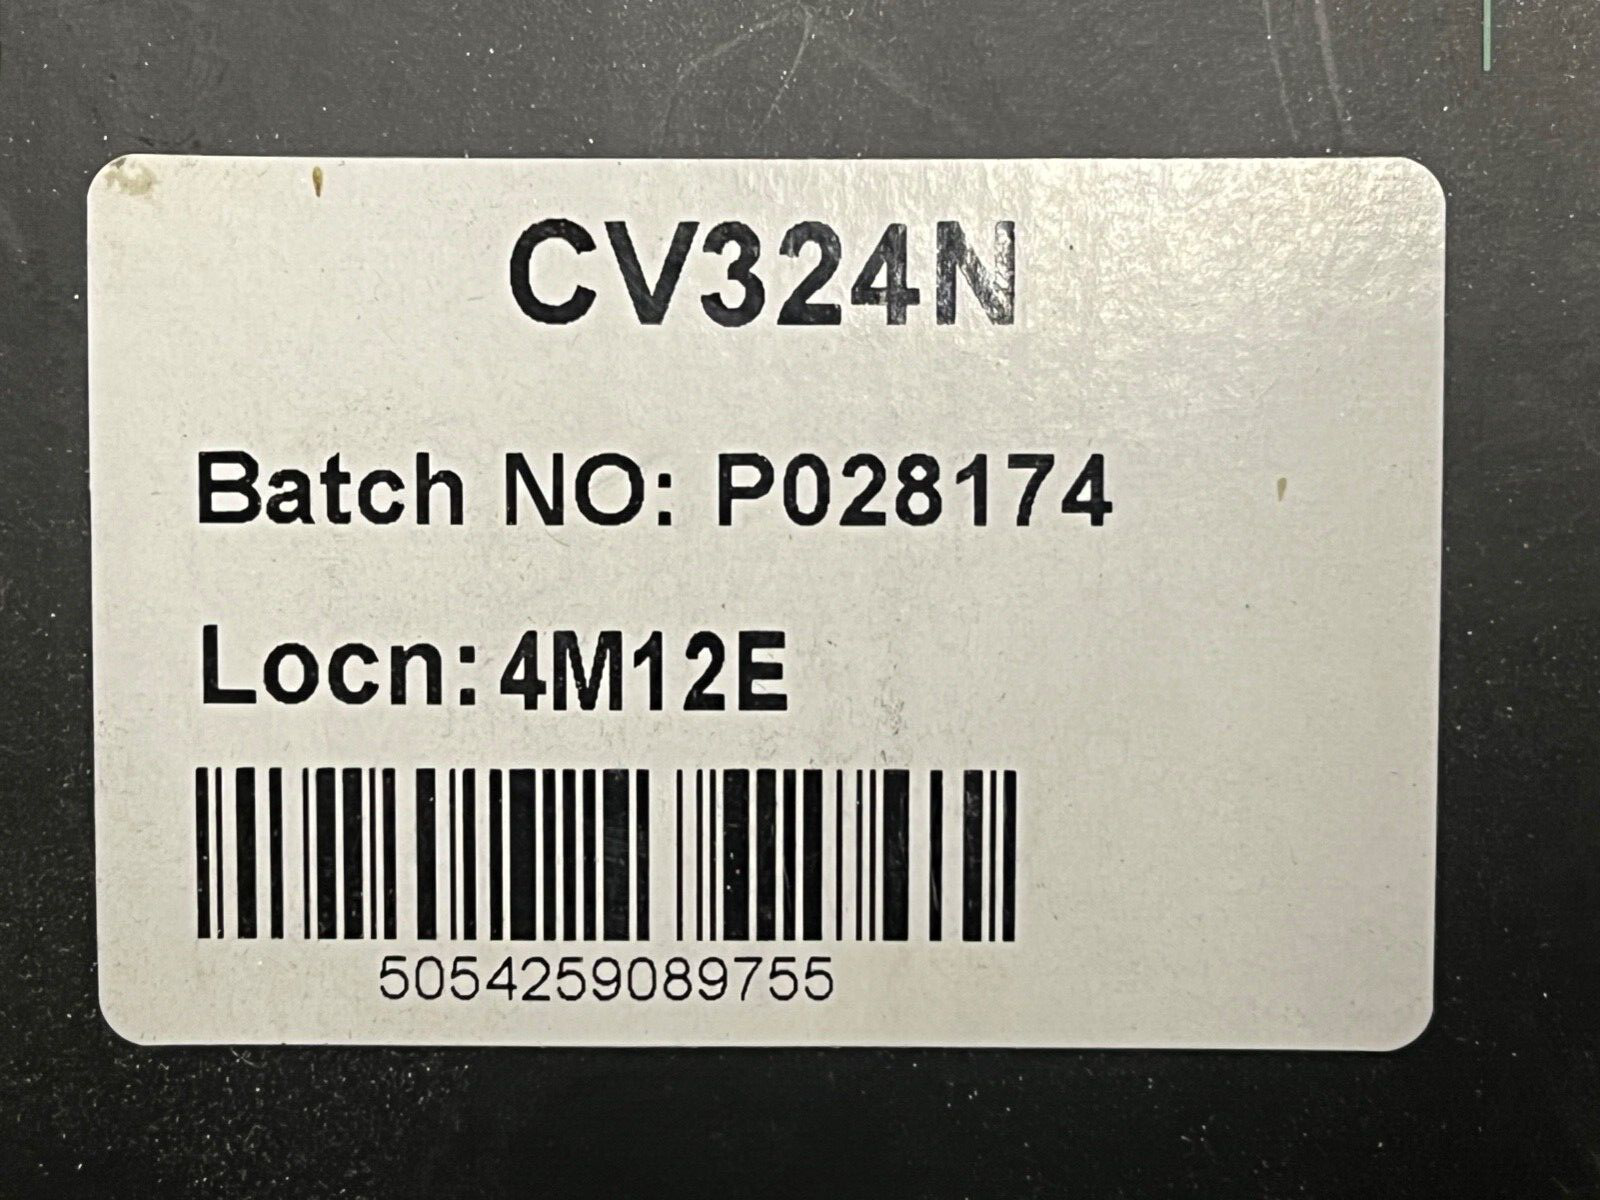 CV324N
Batch NO: P028174
Locn: 4M12E
5054259089755